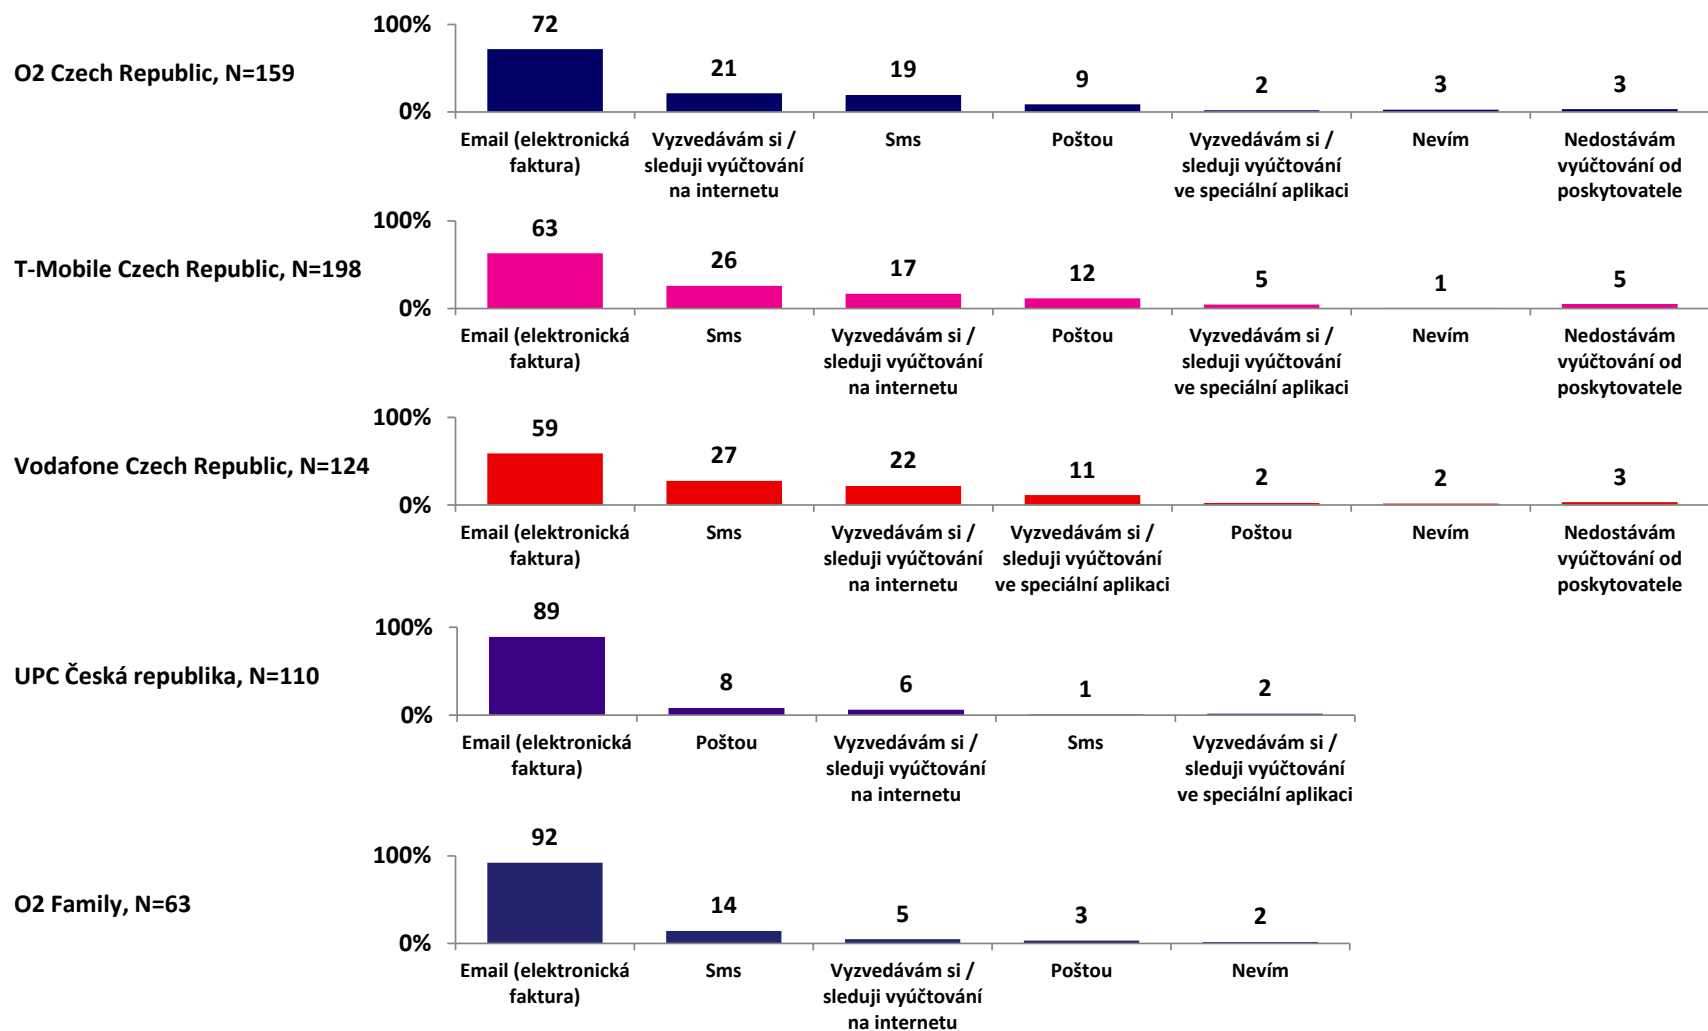 100%
72
21
19
9
2
3
3
O2 Czech Republic, N=159
0%
Email (elektronická
faktura)
Vyzvedávám si /
sleduji vyúčtování
na internetu
Sms
Poštou
Vyzvedávám si /
sleduji vyúčtování
ve speciální aplikaci
Nevím
Nedostávám
vyúčtování od
poskytovatele
100%
63
26
17
12
5
1
5
T-Mobile Czech Republic, N=198
0%
Email (elektronická
faktura)
Sms
Vyzvedávám si /
sleduji vyúčtování
na internetu
Poštou
Vyzvedávám si /
sleduji vyúčtování
ve speciální aplikaci
Nevím
Nedostávám
vyúčtování od
poskytovatele
100%
59
27
22
11
2
2
3
Vodafone Czech Republic, N=124
0%
Email (elektronická
faktura)
Sms
Vyzvedávám si /
sleduji vyúčtování
na internetu
Vyzvedávám si /
sleduji vyúčtování
ve speciální aplikaci
Poštou
Nevím
Nedostávám
vyúčtování od
poskytovatele
100%
89
8
6
1
2
UPC Česká republika, N=110
0%
Email (elektronická
faktura)
Poštou
Vyzvedávám si /
sleduji vyúčtování
na internetu
Sms
Vyzvedávám si /
sleduji vyúčtování
ve speciální aplikaci
100%
92
14
5
3
2
O2 Family, N=63
0%
Email (elektronická
faktura)
Sms
Vyzvedávám si /
sleduji vyúčtování
na internetu
Poštou
Nevím